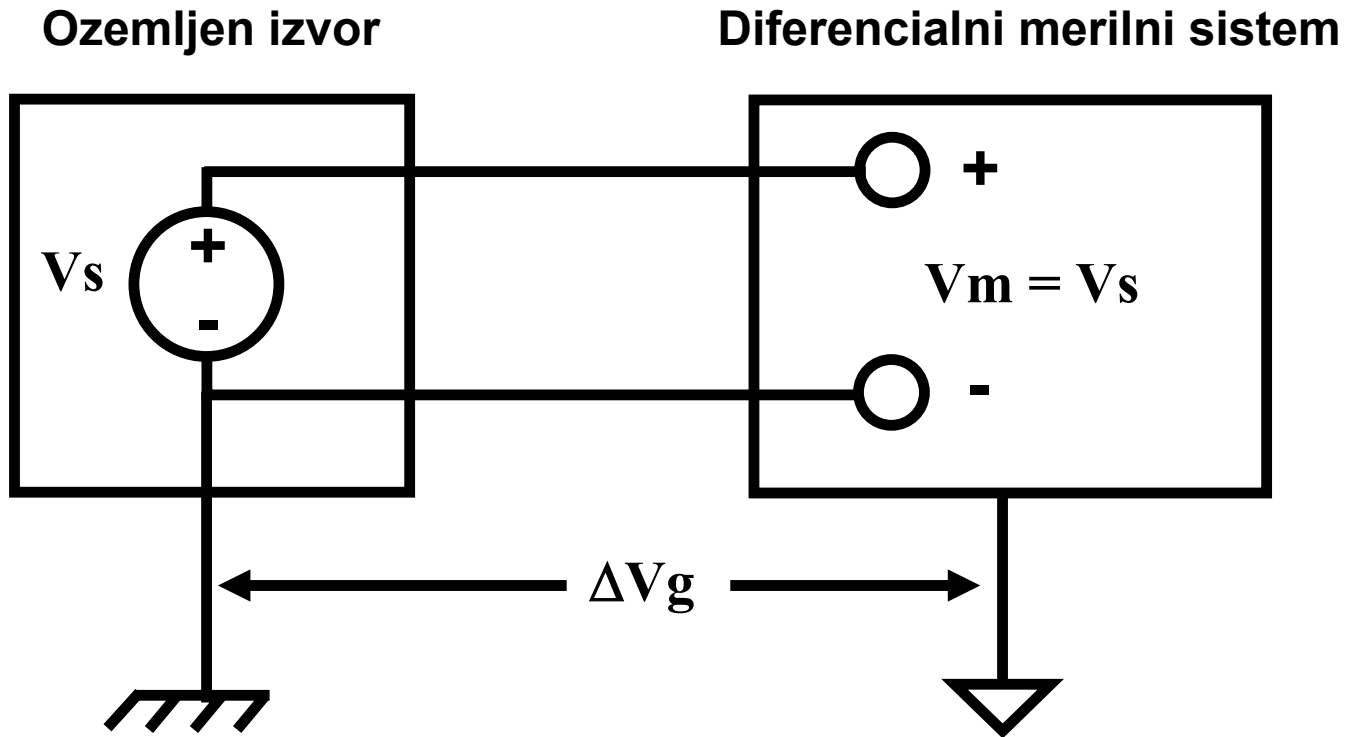 Ozemljen izvor
Diferencialni merilni sistem
+
+
Vs
Vm = Vs
-
-
ΔVg